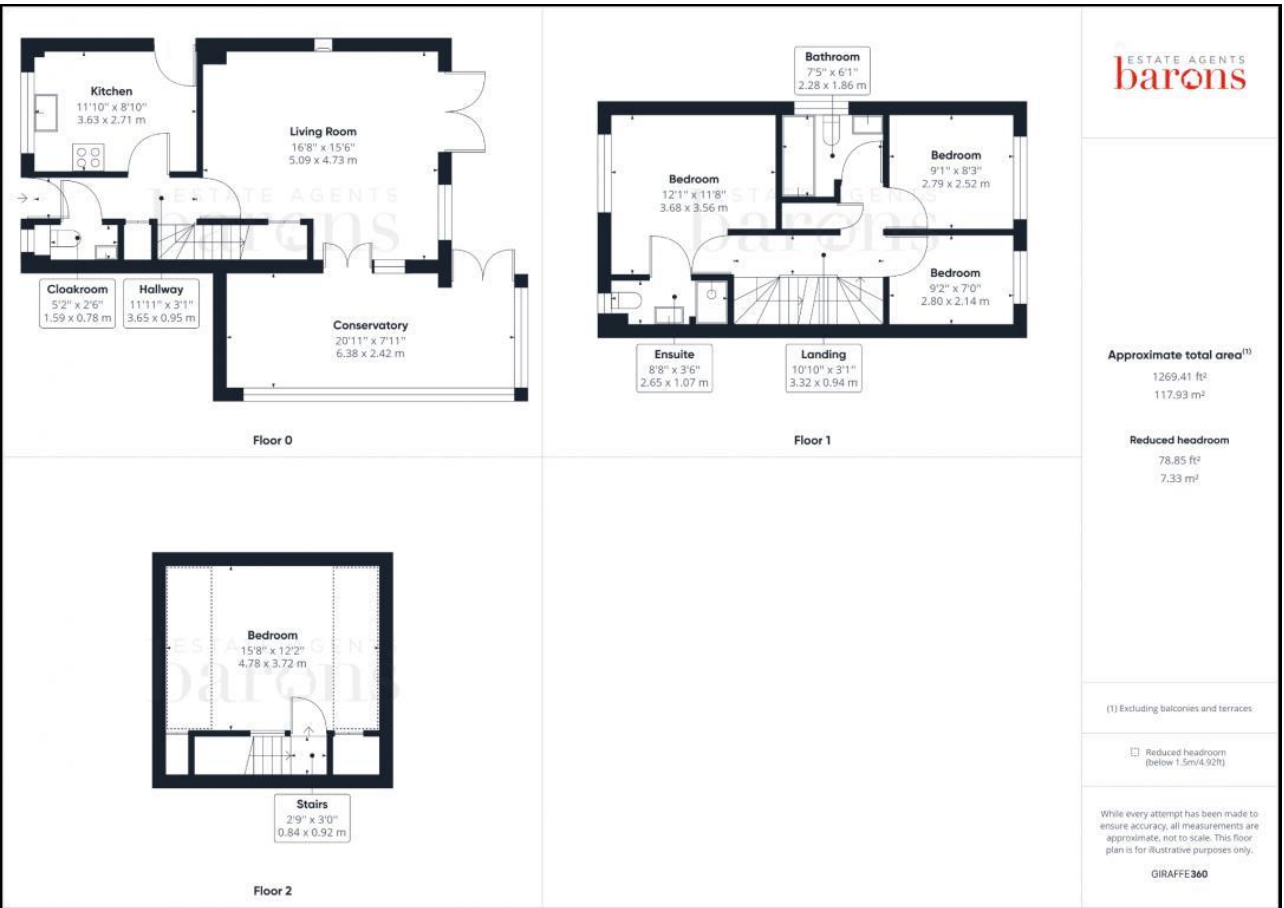 Kitchen
11'10" x 8'10"
3.63 x 2.71 m
Living Room
16'8" x 15'6"
5.09 x 4.73 m
ESTATE AGENTS
barons
Cloakroom
5'2" x 2'6"
1.59 x 0.78 m
Hallway
11'11" x 3'1"
3.65 x 0.95 m
Conservatory
20'11" x 7'11"
6.38 x 2.42 m
Floor 0
Bathroom
7'5" x 6'1"
2.28 x 1.86 m
Bedroom
12'1" x 11'8"
3.68 x 3.56 m
Bedroom
9'1" x 8'3"
2.79 x 2.52 m
ESTATE AGENTS
barons
Bedroom
9'2" x 7'0"
2.80 x 2.14 m
Ensuite
8'8" x 3'6"
2.65 x 1.07 m
Landing
10'10" x 3'1"
3.32 x 0.94 m
Floor 1
Bedroom
15'8" x 12'2"
4.78 x 3.72 m
ESTATE AGENTS
barons
Stairs
2'9" x 3'0"
0.84 x 0.92 m
Floor 2
ESTATE AGENTS
barons
Approximate total area(1)
1269.41 ft²
117.93 m²
Reduced headroom
78.85 ft²
7.33 m²
(1) Excluding balconies and terraces
Reduced headroom
(below 1.5m/4.92ft)
While every attempt has been made to
ensure accuracy, all measurements are
approximate, not to scale. This floor
plan is for illustrative purposes only.
GIRAFFE360